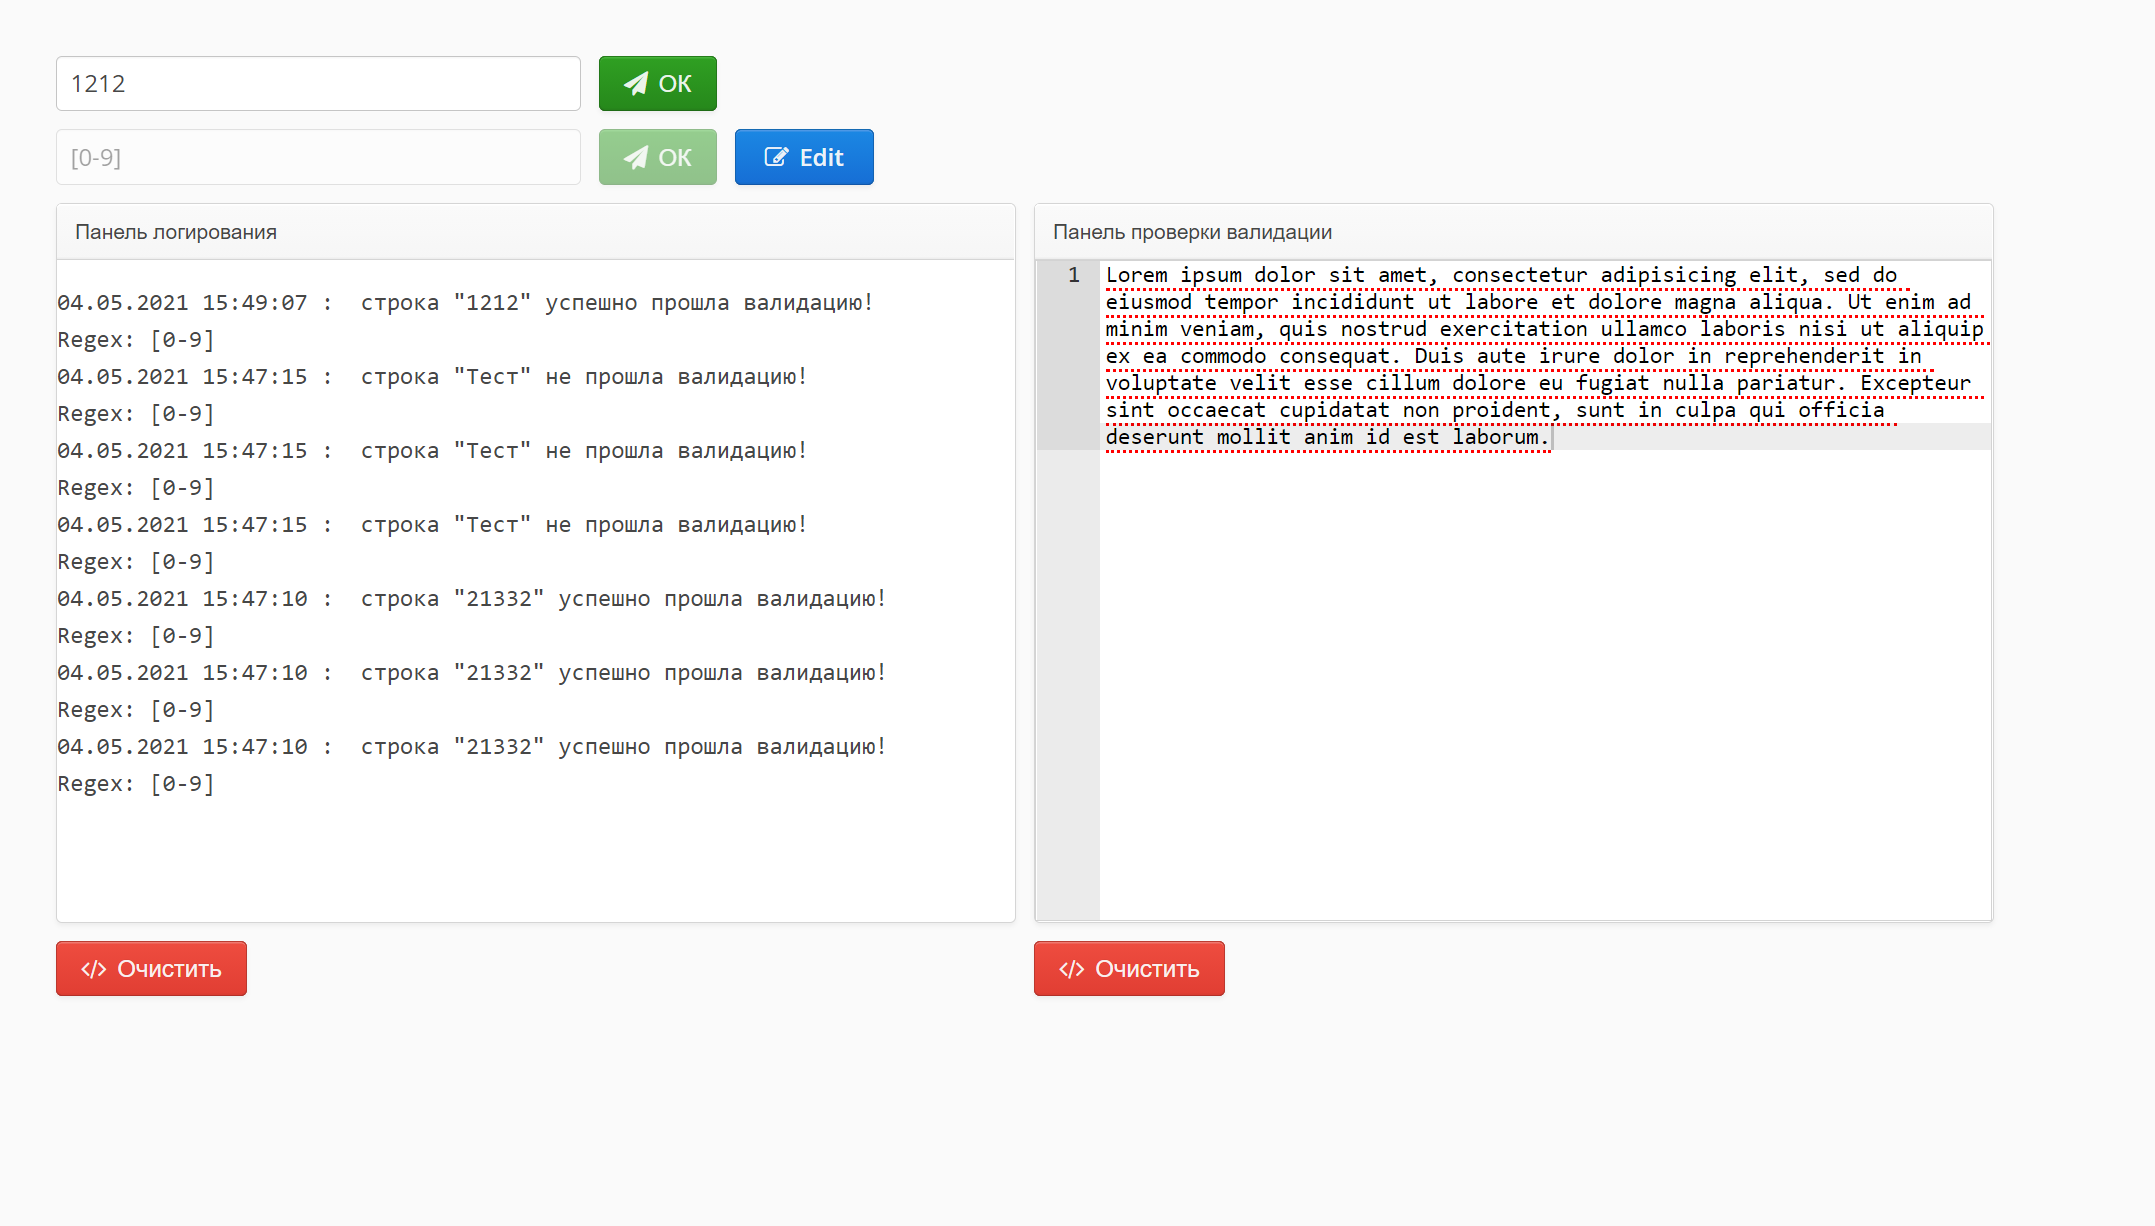 1212
ОК
[0-9]
ОК
Edit
Панель логирования
04.05.2021 15:49:07 :  строка "1212" успешно прошла валидацию!
Regex: [0-9]
04.05.2021 15:47:15 :  строка "Тест" не прошла валидацию!
Regex: [0-9]
04.05.2021 15:47:15 :  строка "Тест" не прошла валидацию!
Regex: [0-9]
04.05.2021 15:47:15 :  строка "Тест" не прошла валидацию!
Regex: [0-9]
04.05.2021 15:47:10 :  строка "21332" успешно прошла валидацию!
Regex: [0-9]
04.05.2021 15:47:10 :  строка "21332" успешно прошла валидацию!
Regex: [0-9]
04.05.2021 15:47:10 :  строка "21332" успешно прошла валидацию!
Regex: [0-9]
Очистить
Панель проверки валидации
1
Lorem ipsum dolor sit amet, consectetur adipisicing elit, sed do
eiusmod tempor incididunt ut labore et dolore magna aliqua. Ut enim ad
minim veniam, quis nostrud exercitation ullamco laboris nisi ut aliquip
ex ea commodo consequat. Duis aute irure dolor in reprehenderit in
voluptate velit esse cillum dolore eu fugiat nulla pariatur. Excepteur
sint occaecat cupidatat non proident, sunt in culpa qui officia
deserunt mollit anim id est laborum.
Очистить